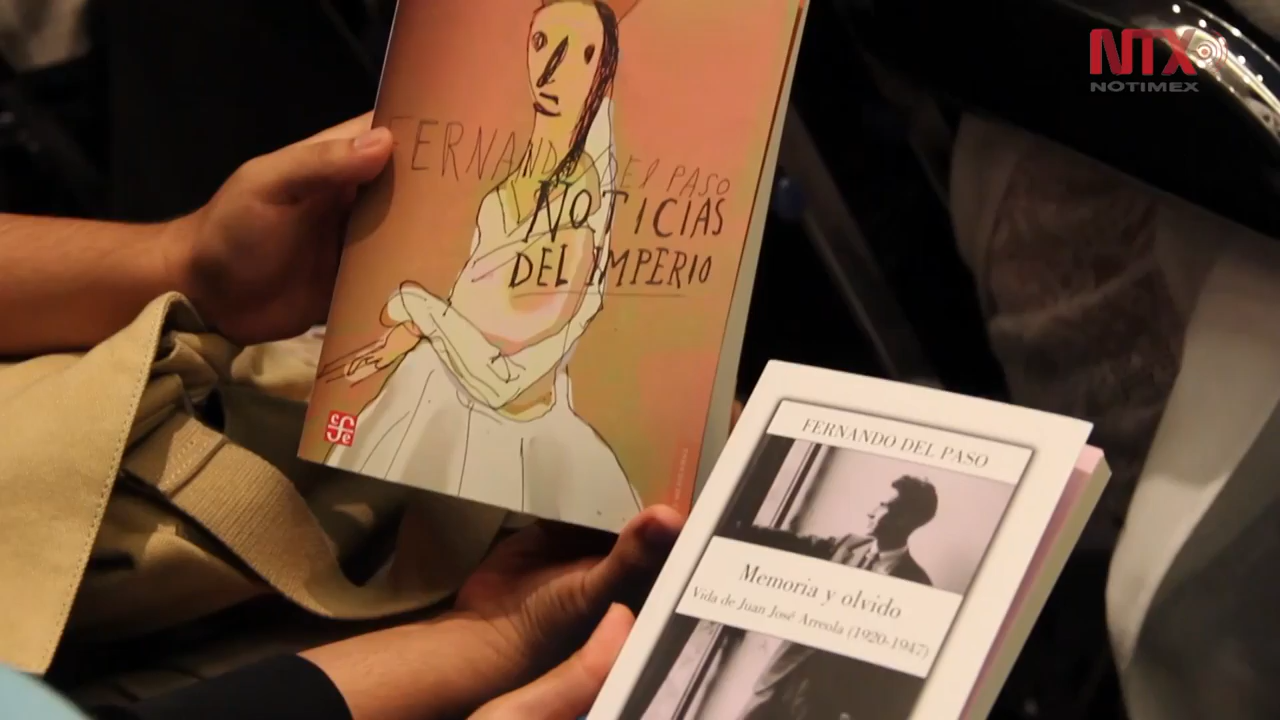 NTX
NOTIMEX
FERNANDO DEL PASO
NOTICIAS
DEL IMPERIO
fce
FERNANDO DEL PASO
Memoria y olvido
Vida de Juan José Arreola (1920-1947)